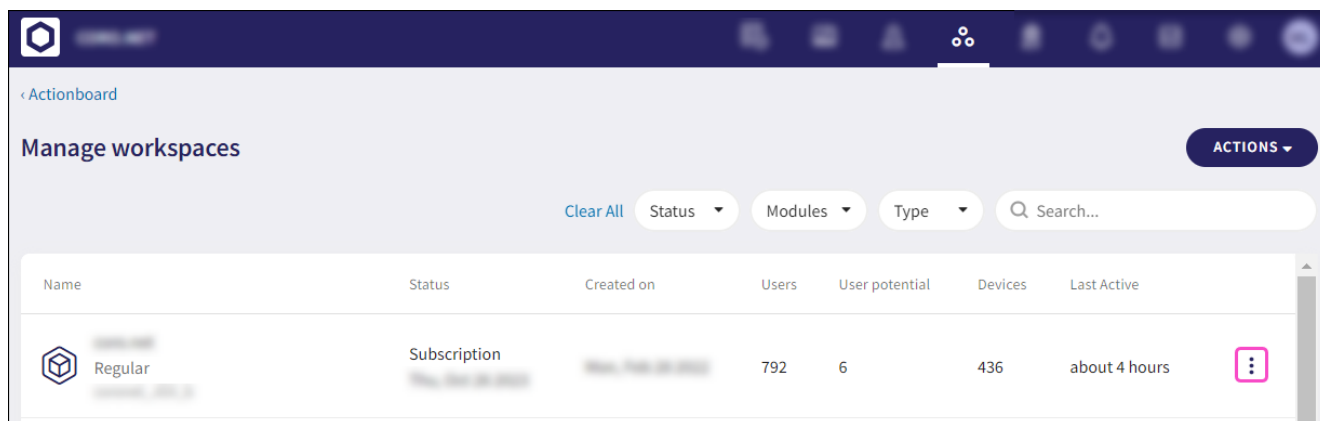 ‹ Actionboard
Manage workspaces
ACTIONS
Clear All Status Modules Type Search...
Name Status Created on Users User potential Devices Last Active
Subscription
Regular 792 6 436 about 4 hours